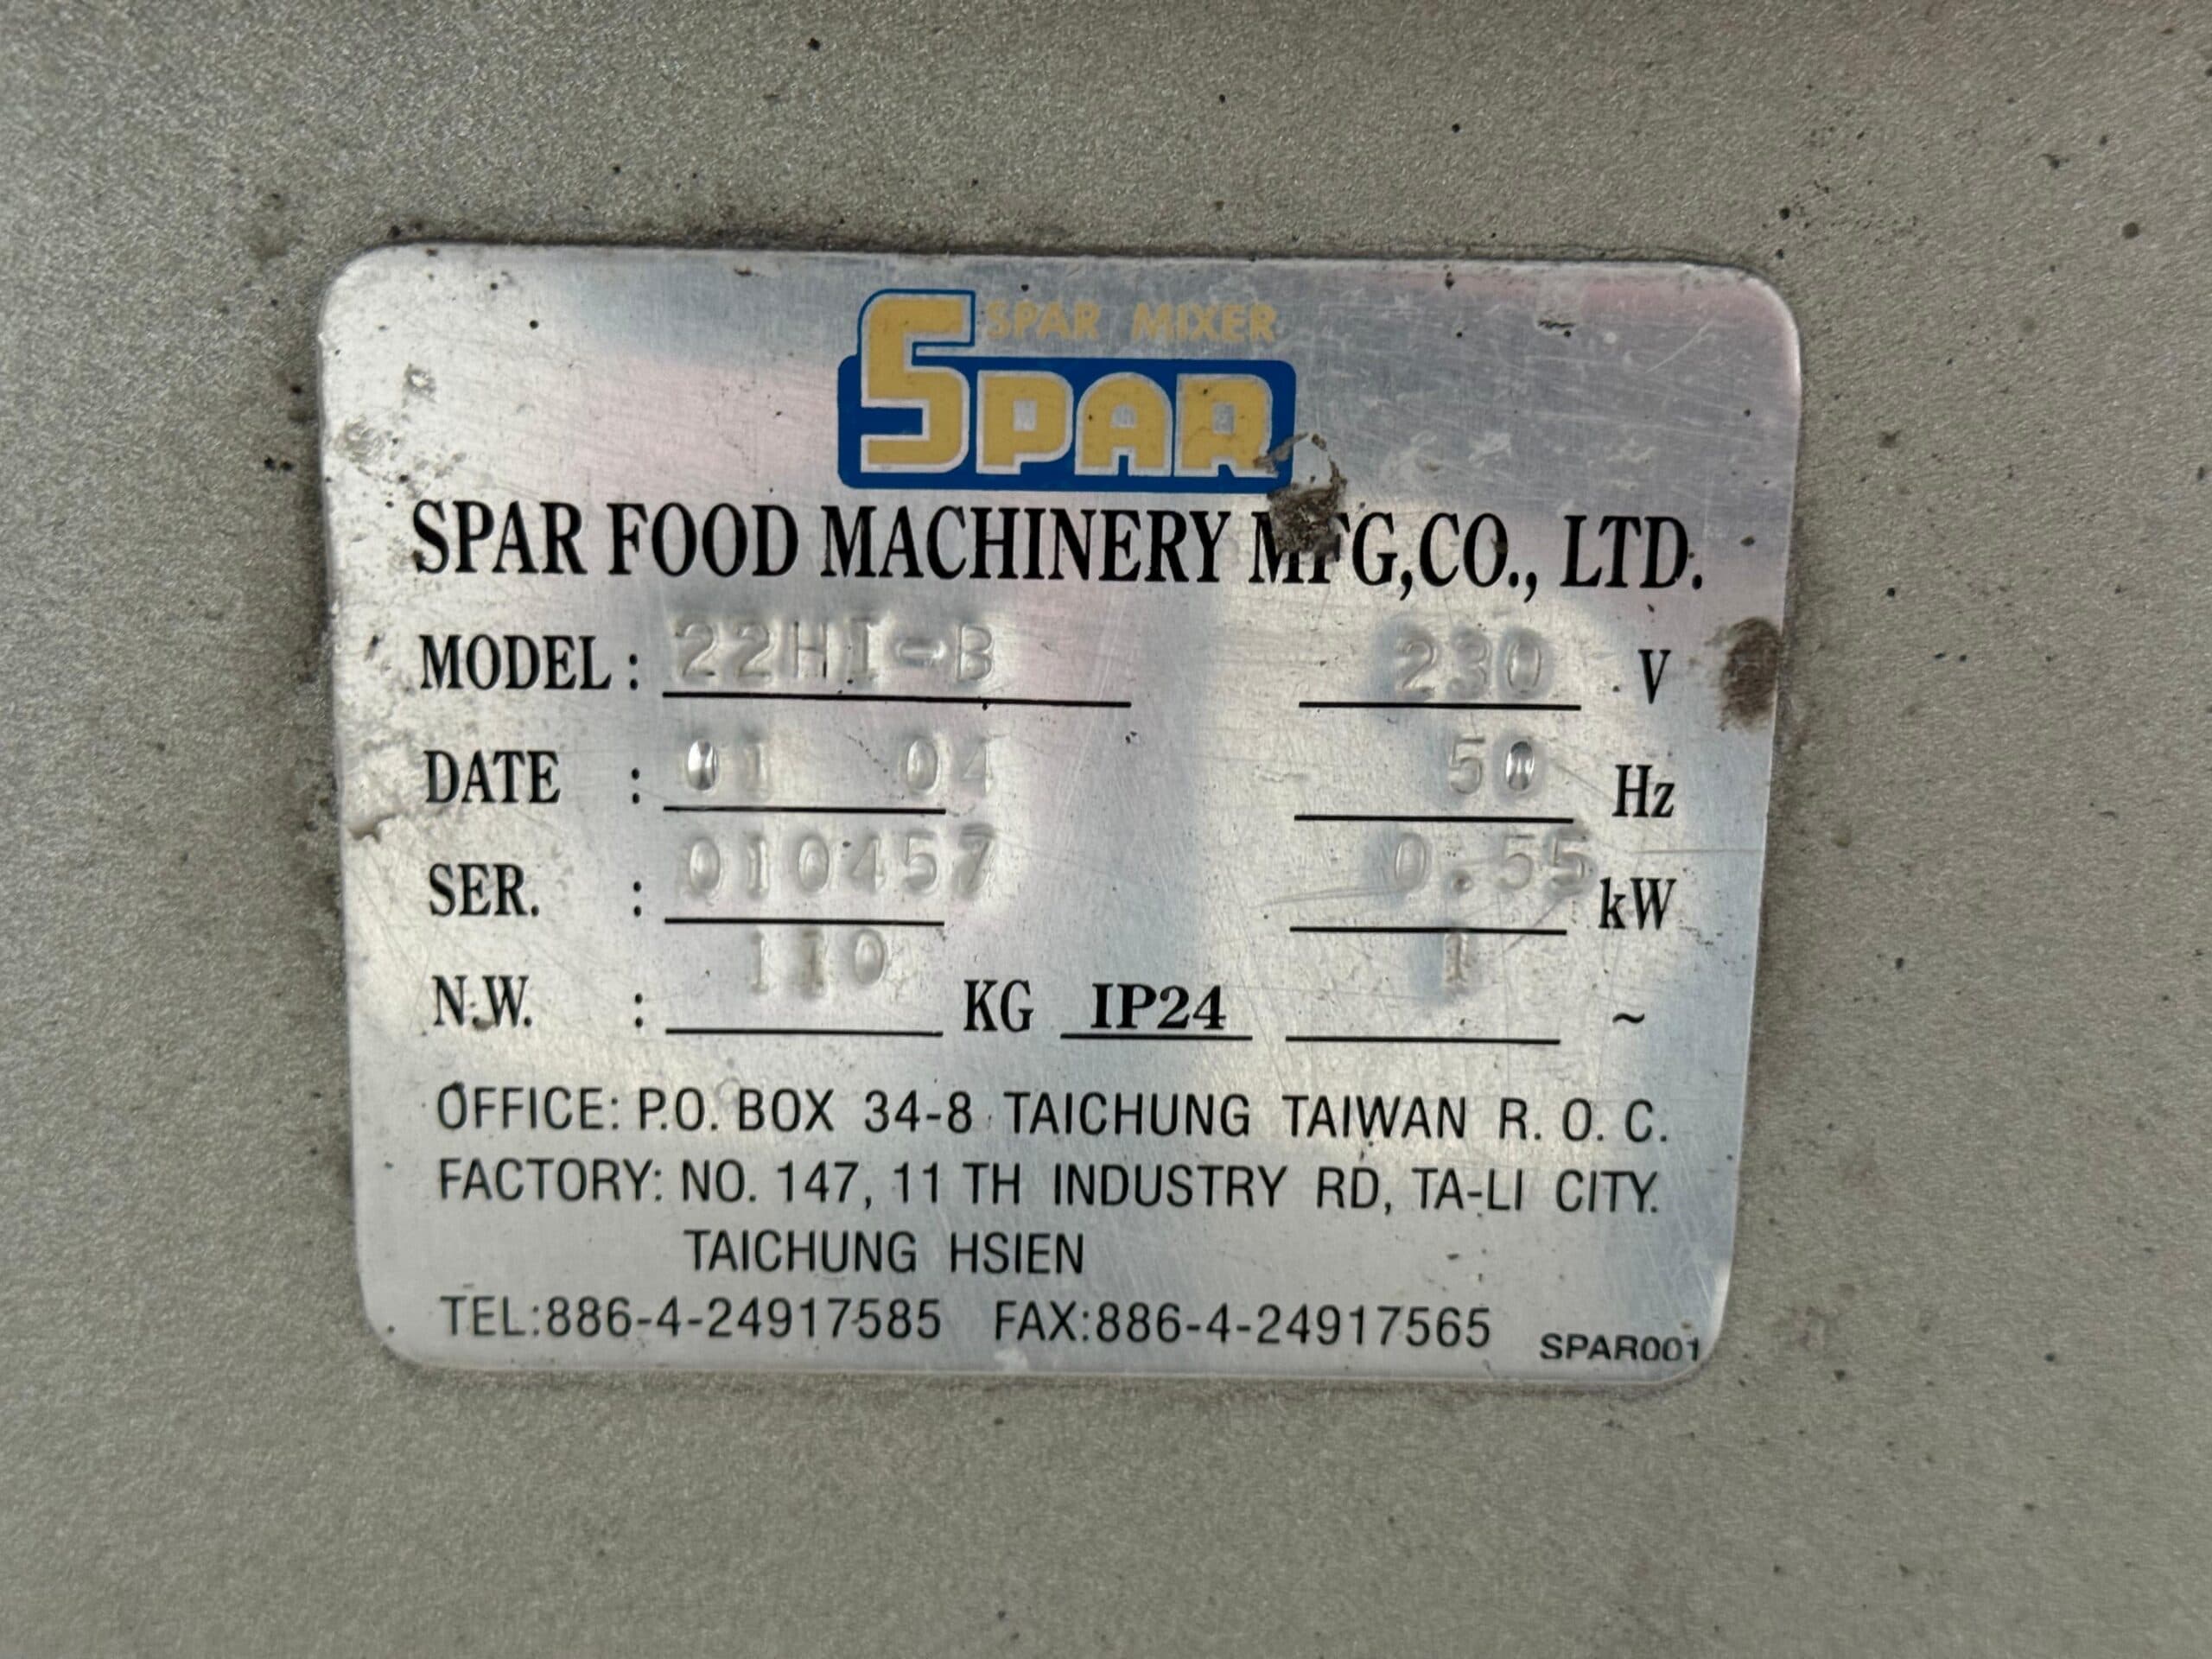 SPAR MIXER
SPAR
SPAR FOOD MACHINERY MFG,CO., LTD.
MODEL : 22HI-B 230 V
DATE : 01 04 50 Hz
SER. : 010457 0.55 kW
N.W. : 110 KG IP24 1 ~
OFFICE: P.O. BOX 34-8 TAICHUNG TAIWAN R. O. C.
FACTORY: NO. 147, 11 TH INDUSTRY RD, TA-LI CITY.
TAICHUNG HSIEN
TEL:886-4-24917585 FAX:886-4-24917565 SPAR001